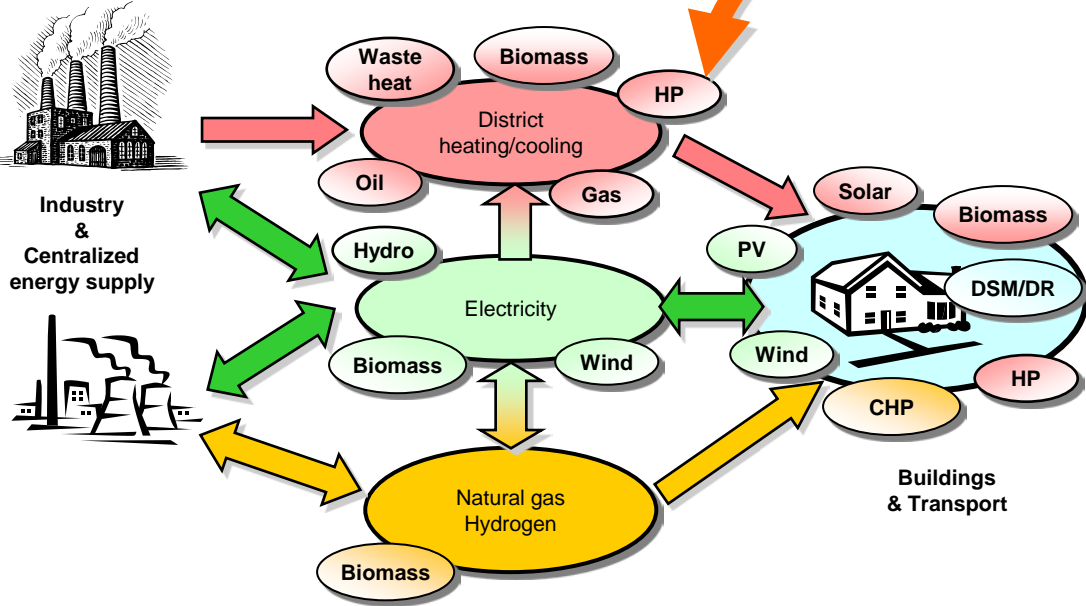 Waste
heat
Biomass
HP
District
heating/cooling
Oil
Gas
Industry
&
Centralized
energy supply
Hydro
Electricity
Biomass
Wind
Natural gas
Hydrogen
Biomass
Solar
Biomass
PV
DSM/DR
Wind
HP
CHP
Buildings
& Transport